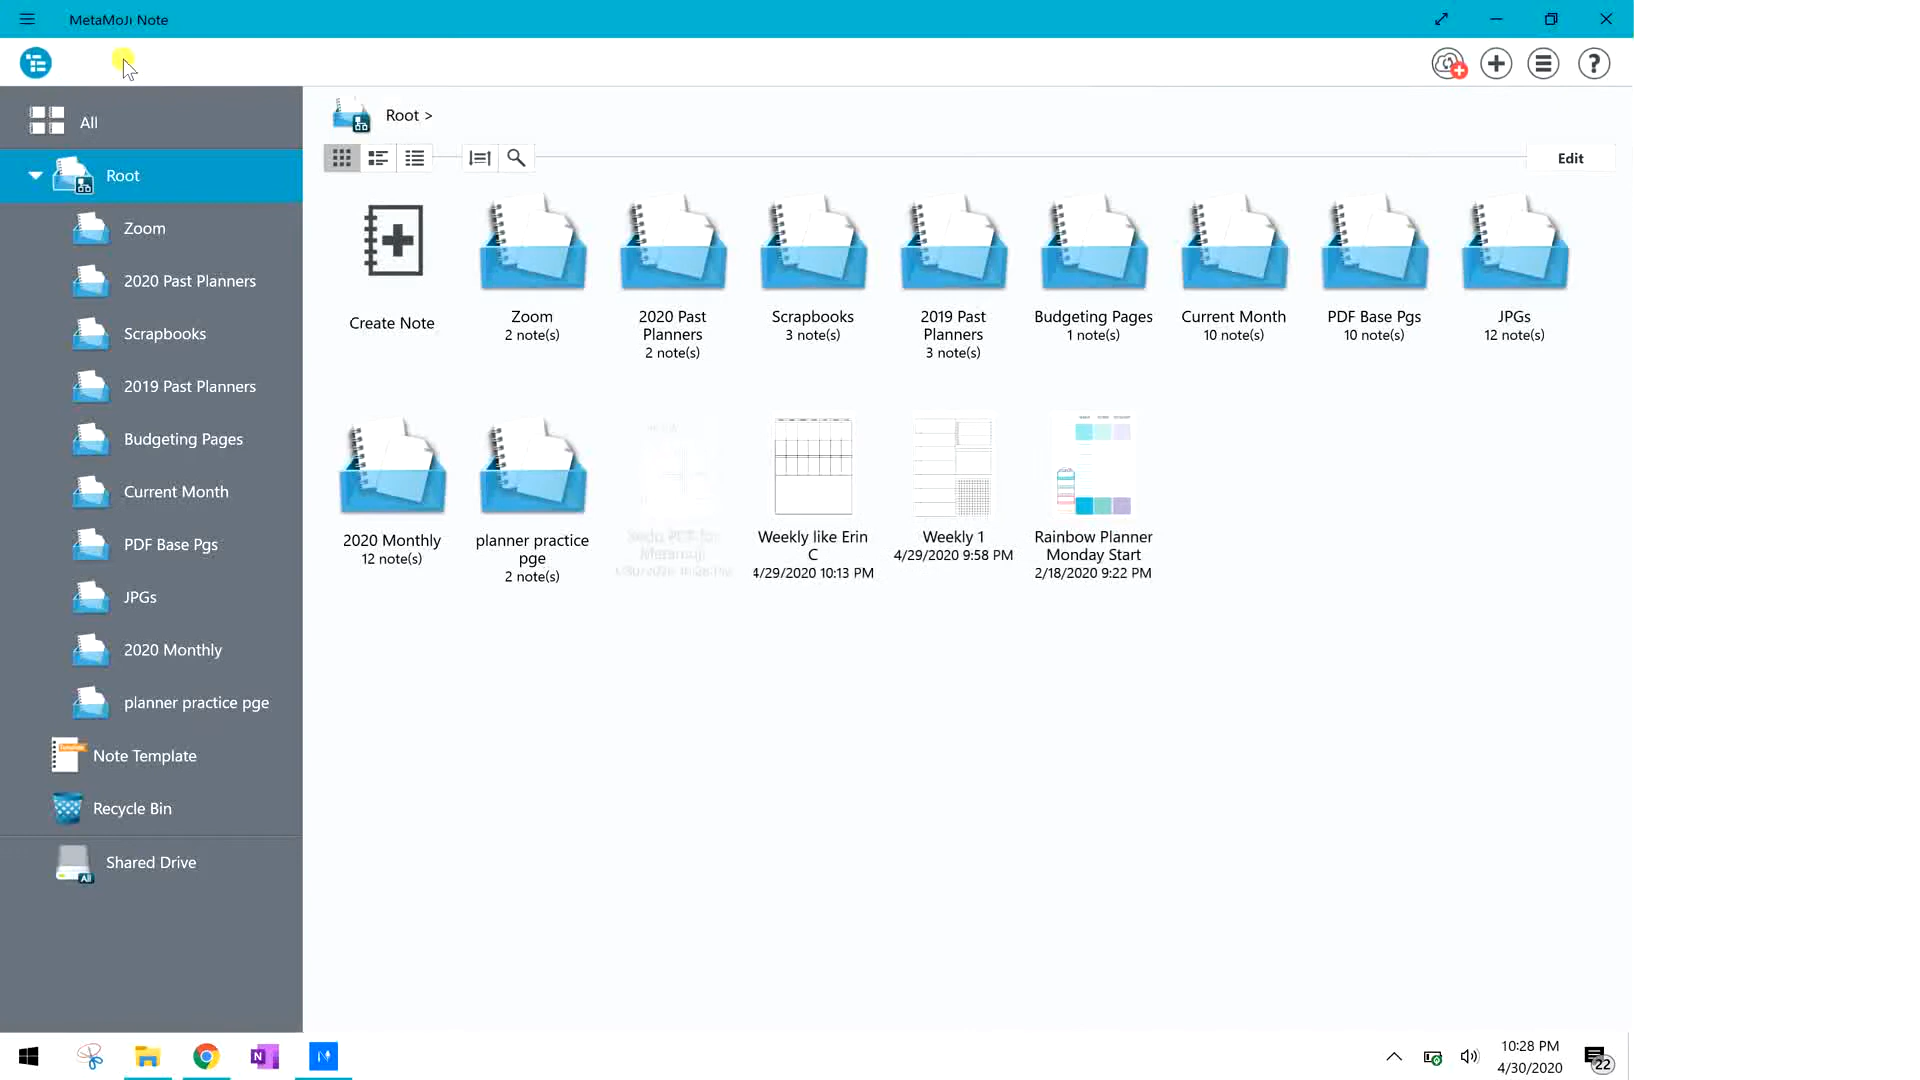 MetaMoJi Note
All
Root
Zoom
2020 Past Planners
Scrapbooks
2019 Past Planners
Budgeting Pages
Current Month
PDF Base Pgs
JPGs
2020 Monthly
planner practice pge
Note Template
Recycle Bin
Shared Drive
All
Root >
Edit
Create Note
Zoom
2 note(s)
2020 Past
Planners
2 note(s)
Scrapbooks
3 note(s)
2019 Past
Planners
3 note(s)
Budgeting Pages
1 note(s)
Current Month
10 note(s)
PDF Base Pgs
10 note(s)
JPGs
12 note(s)
2020 Monthly
12 note(s)
planner practice
pge
2 note(s)
Weekly like Erin
C
4/29/2020 10:13 PM
Weekly 1
4/29/2020 9:58 PM
Rainbow Planner
Monday Start
2/18/2020 9:22 PM
10:28 PM
4/30/2020
22